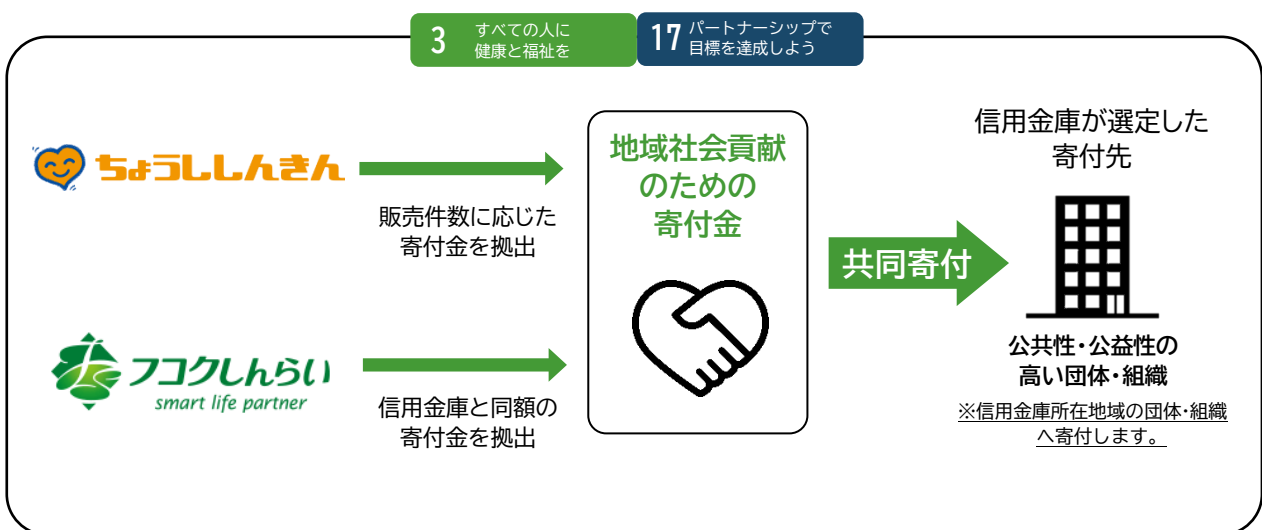 3
すべての人に
健康と福祉を
17
パートナーシップで
目標を達成しよう
ちょうししんきん
販売件数に応じた
寄付金を拠出
フコクしんらい
smart life partner
信用金庫と同額の
寄付金を拠出
地域社会貢献
のための
寄付金
共同寄付
信用金庫が選定した
寄付先
公共性・公益性の
高い団体・組織
※信用金庫所在地域の団体・組織
へ寄付します。